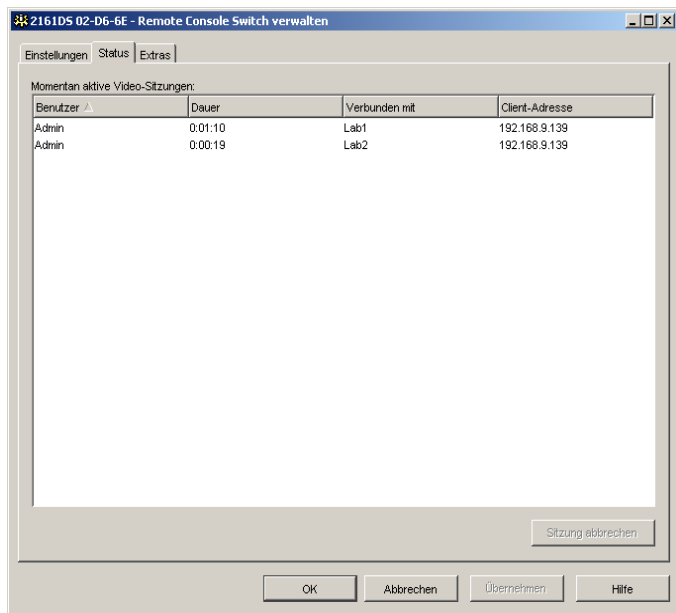 2161DS 02-D6-6E - Remote Console Switch verwalten
Einstellungen Status Extras
Momentan aktive Video-Sitzungen:
Benutzer Dauer Verbunden mit Client-Adresse
Admin 0:01:10 Lab1 192.168.9.139
Admin 0:00:19 Lab2 192.168.9.139
Sitzung abbrechen
OK Abbrechen Übernehmen Hilfe